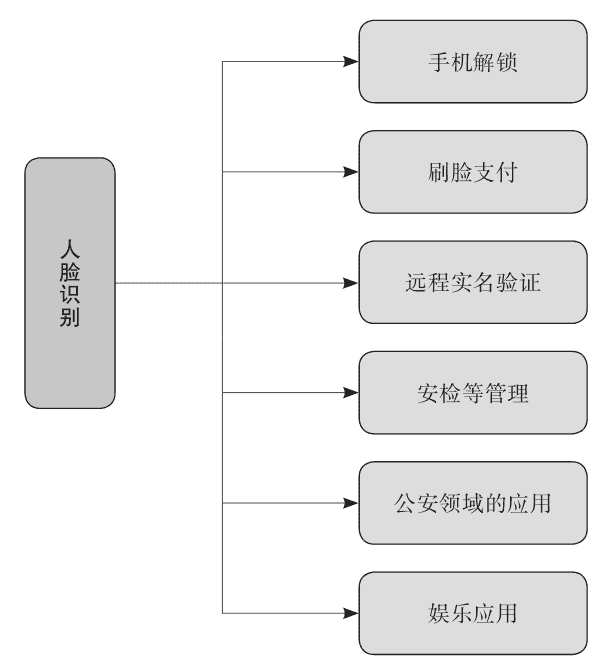 人脸识别
手机解锁
刷脸支付
远程实名验证
安检等管理
公安领域的应用
娱乐应用